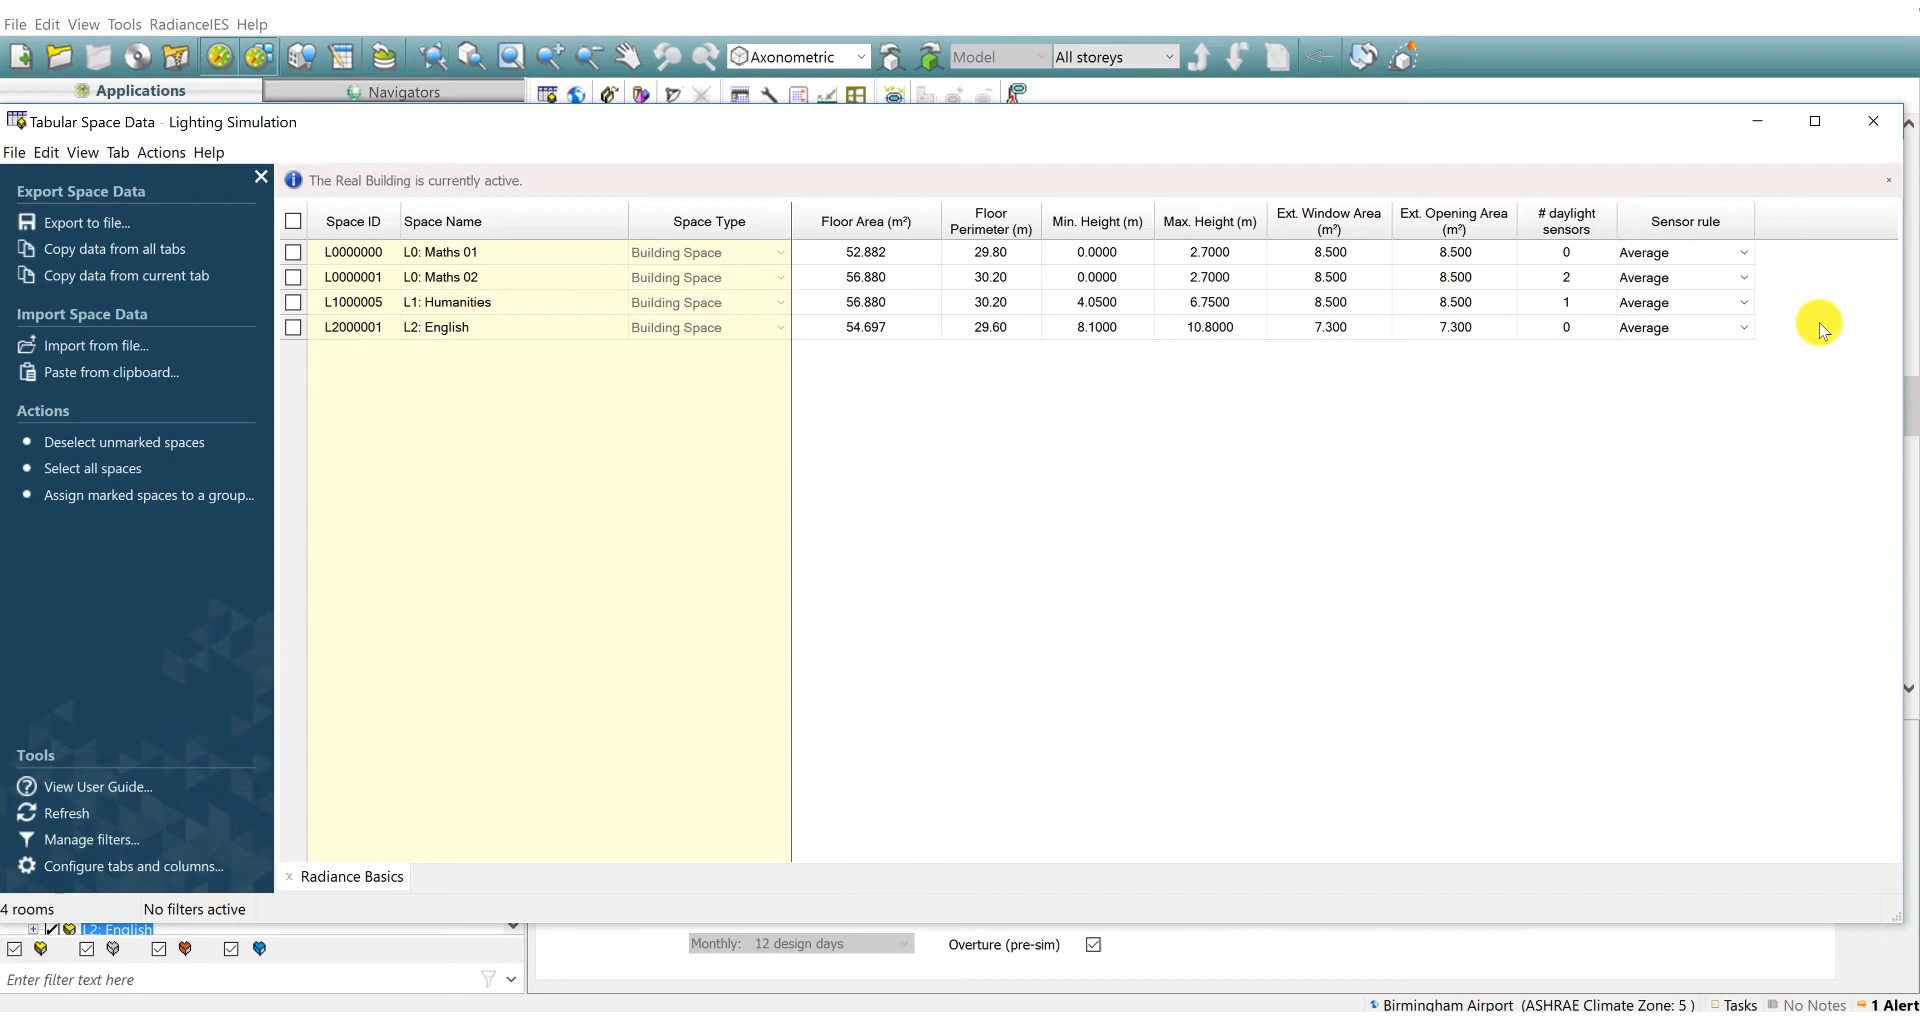 File Edit View Tools RadianceIES Help
Axonometric Model All storeys
Applications Navigators
Tabular Space Data - Lighting Simulation
File Edit View Tab Actions Help
Export Space Data
Export to file...
Copy data from all tabs
Copy data from current tab
Import Space Data
Import from file...
Paste from clipboard...
Actions
Deselect unmarked spaces
Select all spaces
Assign marked spaces to a group...
Tools
View User Guide...
Refresh
Manage filters...
Configure tabs and columns...
The Real Building is currently active.
Space ID Space Name Space Type Floor Area (m²) Floor Perimeter (m) Min. Height (m) Max. Height (m) Ext. Window Area (m²) Ext. Opening Area (m²) # daylight sensors Sensor rule
L0000000 L0: Maths 01 Building Space 52.882 29.80 0.0000 2.7000 8.500 8.500 0 Average
L0000001 L0: Maths 02 Building Space 56.880 30.20 0.0000 2.7000 8.500 8.500 2 Average
L1000005 L1: Humanities Building Space 56.880 30.20 4.0500 6.7500 8.500 8.500 1 Average
L2000001 L2: English Building Space 54.697 29.60 8.1000 10.8000 7.300 7.300 0 Average
Radiance Basics
4 rooms No filters active
L2: English
Monthly: 12 design days Overture (pre-sim)
Enter filter text here
Birmingham Airport (ASHRAE Climate Zone: 5 ) Tasks No Notes 1 Alert